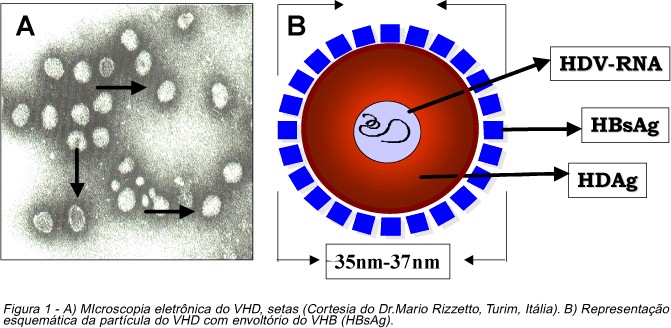 A
B
HDV-RNA
HBsAg
HDAg
35nm-37nm
Figura 1 - A) MIcroscopia eletrônica do VHD, setas (Cortesia do Dr.Mario Rizzetto, Turim, Itália). B) Representação
esquemática da partícula do VHD com envoltório do VHB (HBsAg).